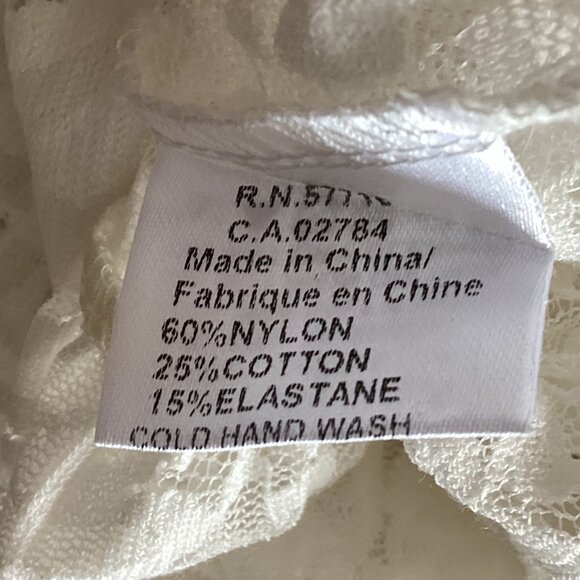 C.A.02784
Made in China/
Fabrique en Chine
60%NYLON
25%COTTON
15%ELASTANE
COLD HAND WASH